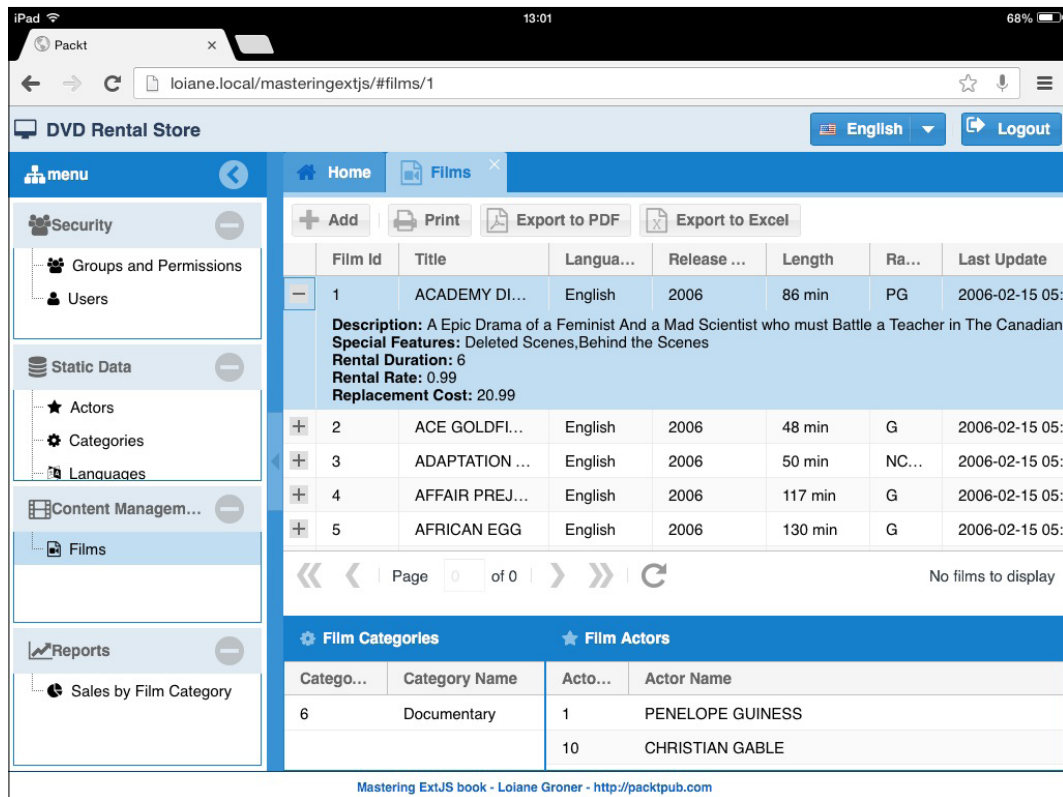 iPad 13:01 68%
Packt
loiane.local/masteringextjs/#films/1
DVD Rental Store English Logout
menu Home Films
Security
Groups and Permissions
Users
Static Data
Actors
Categories
Languages
Content Managem...
Films
Reports
Sales by Film Category
Add Print Export to PDF Export to Excel
Film Id Title Langua... Release ... Length Ra... Last Update
1 ACADEMY DI... English 2006 86 min PG 2006-02-15 05:
Description: A Epic Drama of a Feminist And a Mad Scientist who must Battle a Teacher in The Canadian
Special Features: Deleted Scenes,Behind the Scenes
Rental Duration: 6
Rental Rate: 0.99
Replacement Cost: 20.99
2 ACE GOLDFI... English 2006 48 min G 2006-02-15 05:
3 ADAPTATION ... English 2006 50 min NC... 2006-02-15 05:
4 AFFAIR PREJ... English 2006 117 min G 2006-02-15 05:
5 AFRICAN EGG English 2006 130 min G 2006-02-15 05:
Page 0 of 0 No films to display
Film Categories
Catego... Category Name
6 Documentary
Film Actors
Acto... Actor Name
1 PENELOPE GUINESS
10 CHRISTIAN GABLE
Mastering ExtJS book - Loiane Groner - http://packtpub.com